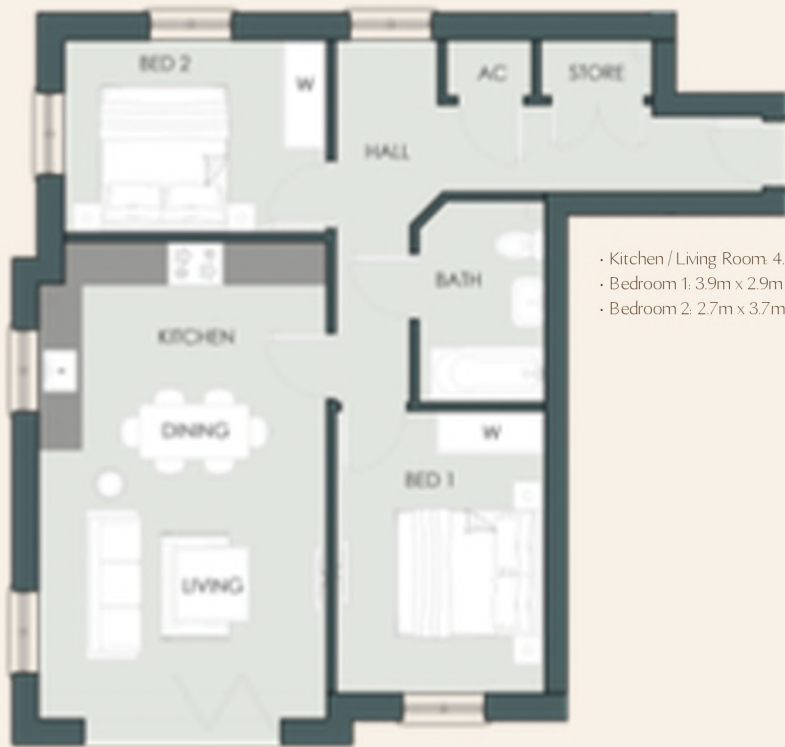 BED 2
W
AC
STORE
HALL
BATH
KITCHEN
DINING
W
BED 1
LIVING
• Kitchen / Living Room: 4.
• Bedroom 1: 3.9m x 2.9m
• Bedroom 2: 2.7m x 3.7m